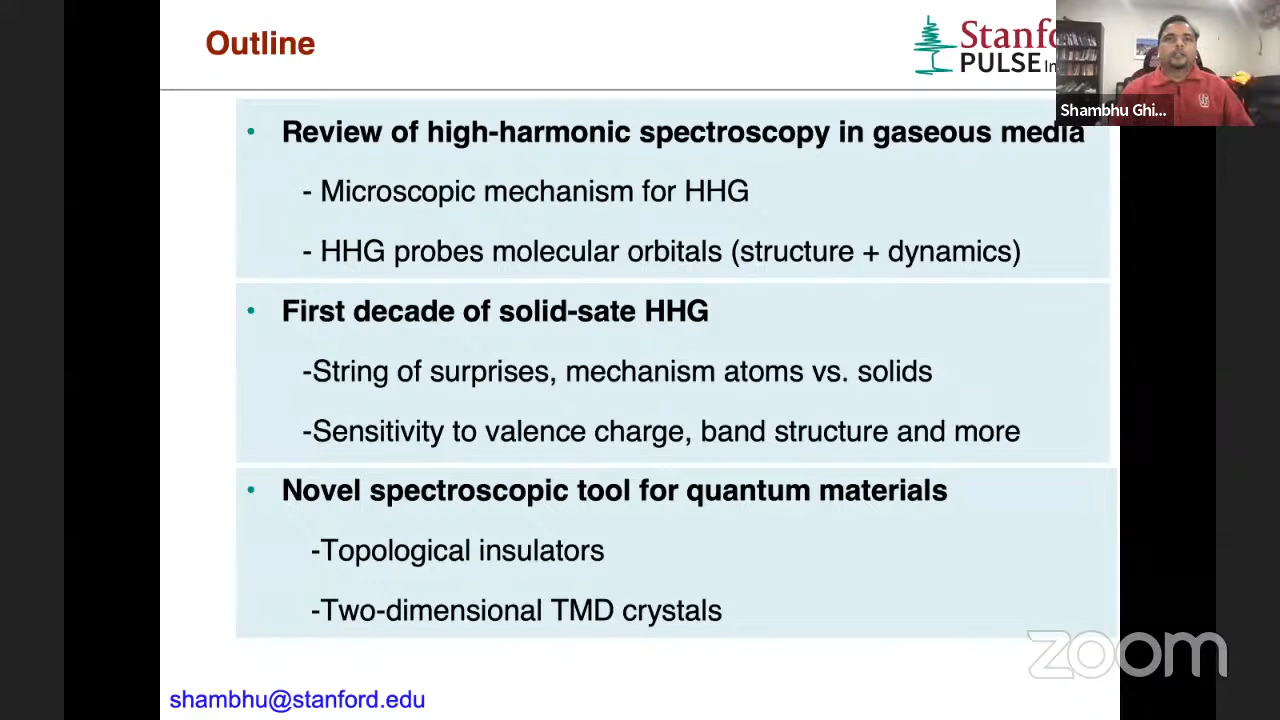 Outline
Stanfo
PULSE In
Shambhu Ghi...
• Review of high-harmonic spectroscopy in gaseous media
- Microscopic mechanism for HHG
- HHG probes molecular orbitals (structure + dynamics)
• First decade of solid-sate HHG
-String of surprises, mechanism atoms vs. solids
-Sensitivity to valence charge, band structure and more
• Novel spectroscopic tool for quantum materials
-Topological insulators
-Two-dimensional TMD crystals
zoom
shambhu@stanford.edu